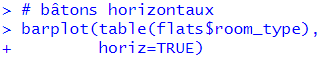 > # bâtons horizontaux
> barplot(table(flats$room_type),
+         horiz=TRUE)